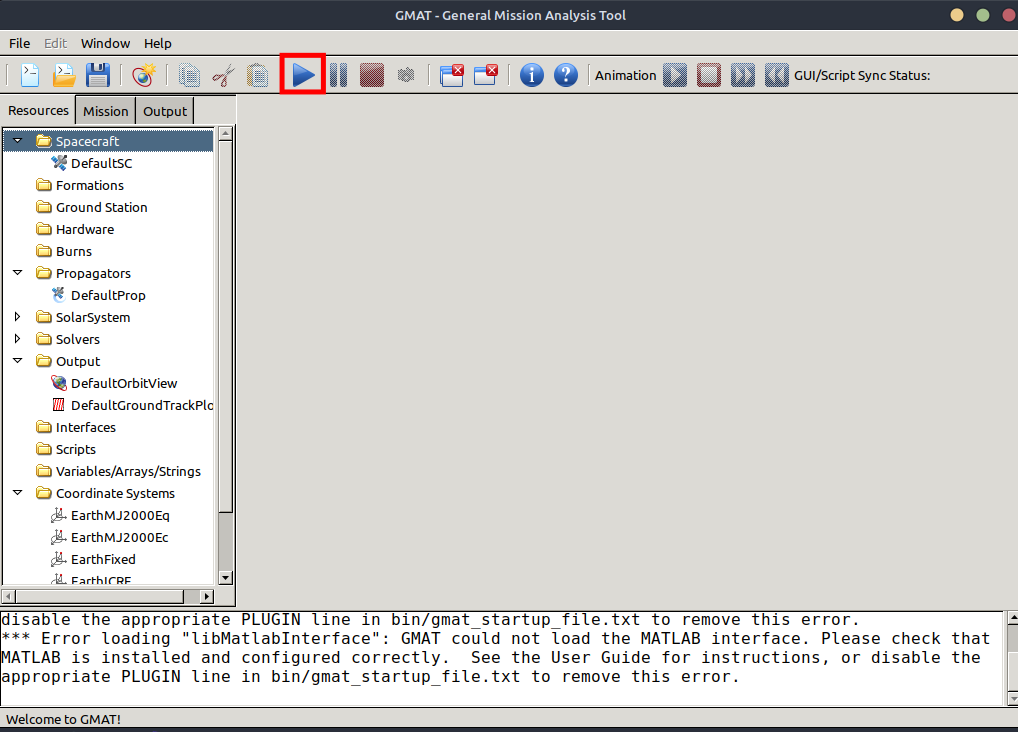 GMAT - General Mission Analysis Tool
File Edit Window Help
Animation GUI/Script Sync Status:
Resources Mission Output
Spacecraft
DefaultSC
Formations
Ground Station
Hardware
Burns
Propagators
DefaultProp
SolarSystem
Solvers
Output
DefaultOrbitView
DefaultGroundTrackPlo
Interfaces
Scripts
Variables/Arrays/Strings
Coordinate Systems
EarthMJ2000Eq
EarthMJ2000Ec
EarthFixed
EarthICRF
disable the appropriate PLUGIN line in bin/gmat_startup_file.txt to remove this error.
*** Error loading "libMatlabInterface": GMAT could not load the MATLAB interface. Please check that
MATLAB is installed and configured correctly.  See the User Guide for instructions, or disable the
appropriate PLUGIN line in bin/gmat_startup_file.txt to remove this error.
Welcome to GMAT!